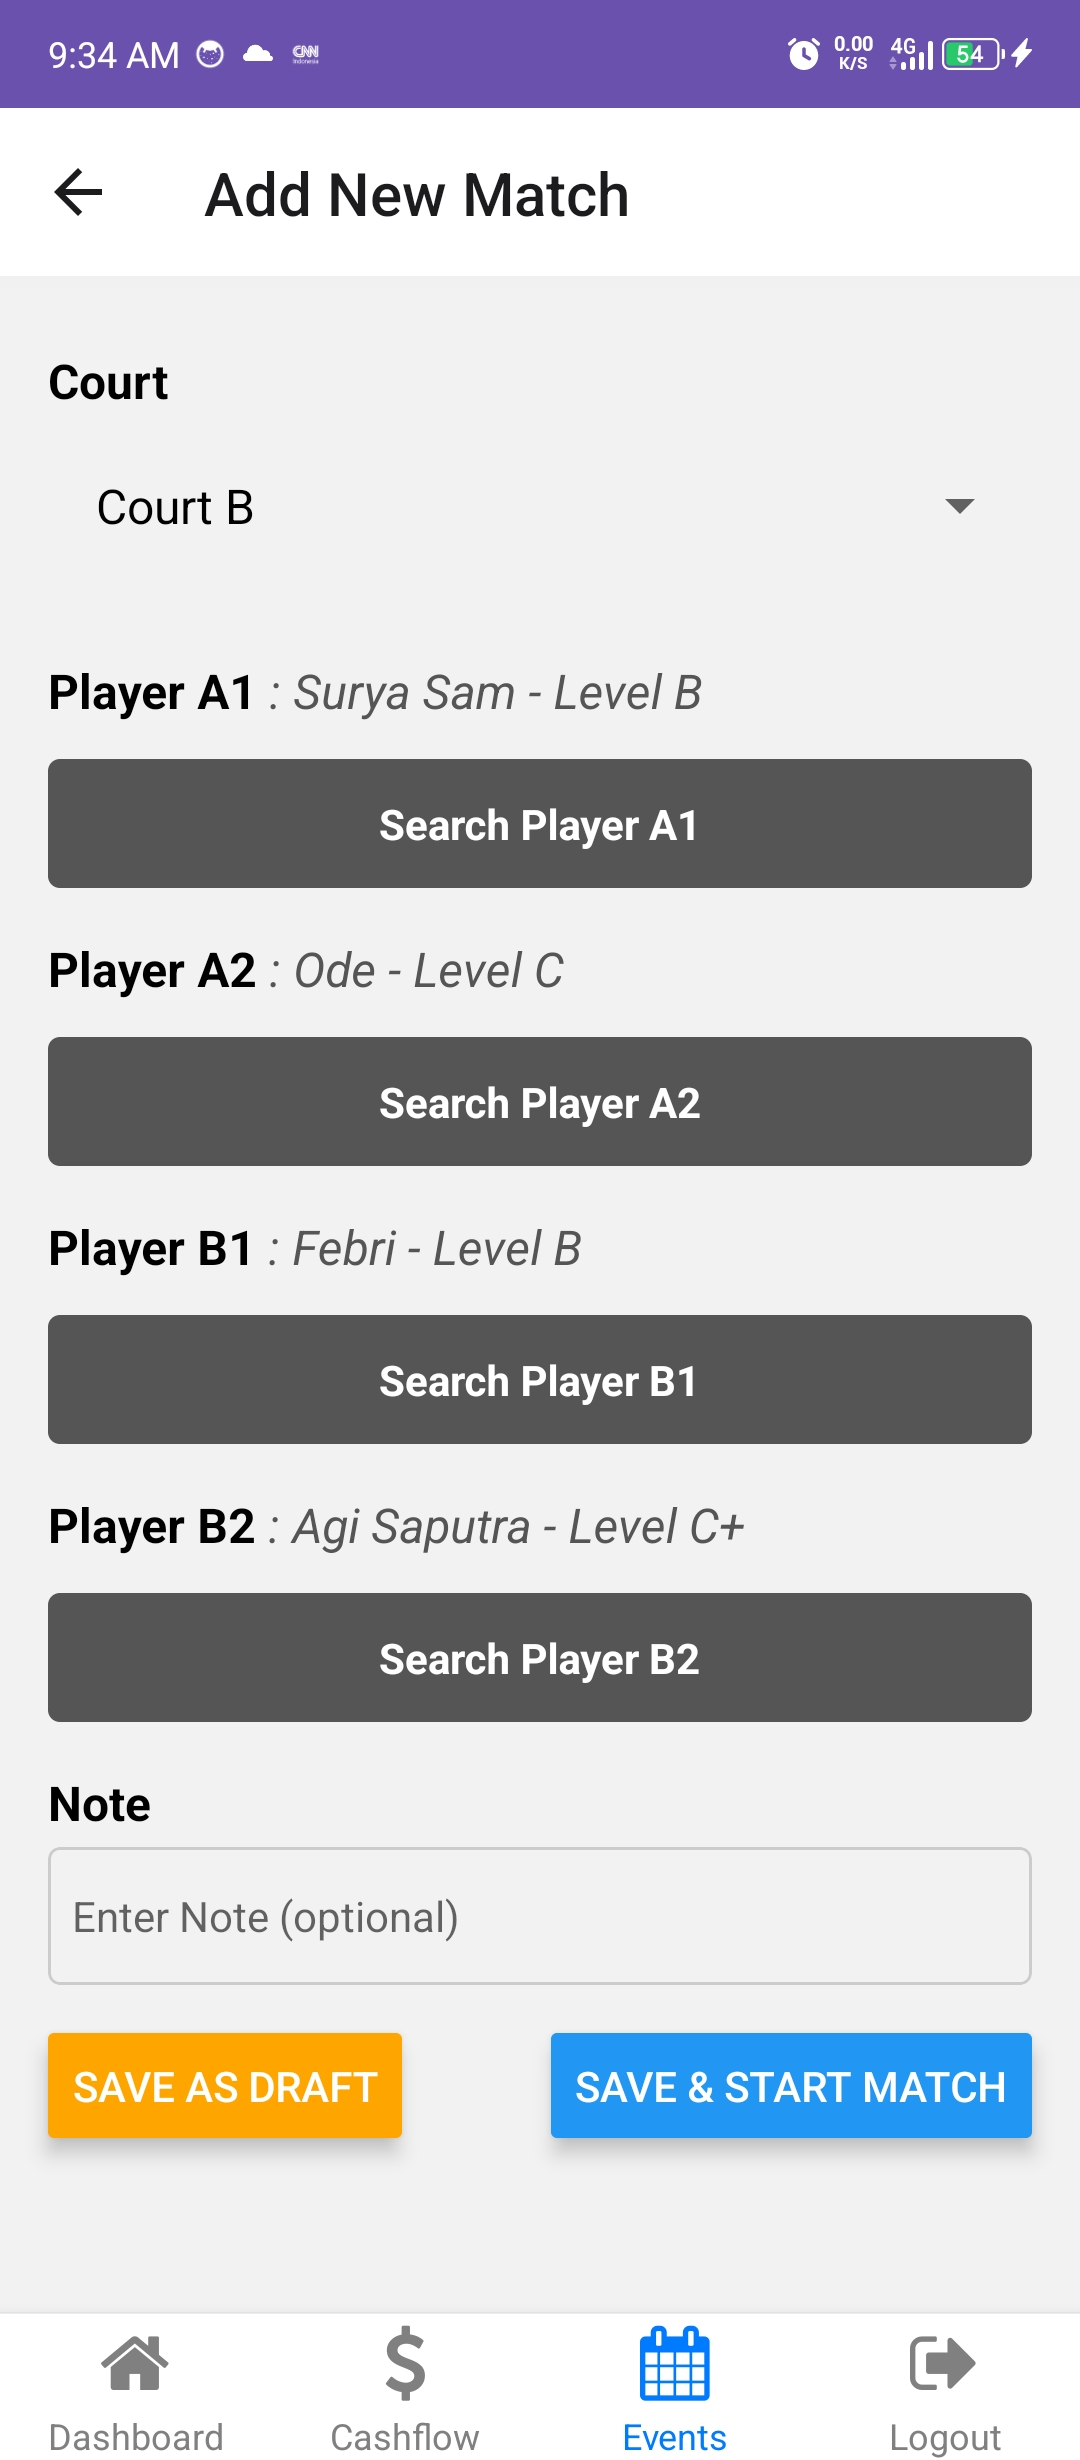 9:34 AM CNN Indonesia 0.00 K/S 4G 54
Add New Match
Court
Court B
Player A1 : Surya Sam - Level B
Search Player A1
Player A2 : Ode - Level C
Search Player A2
Player B1 : Febri - Level B
Search Player B1
Player B2 : Agi Saputra - Level C+
Search Player B2
Note
Enter Note (optional)
SAVE AS DRAFT SAVE & START MATCH
Dashboard Cashflow Events Logout